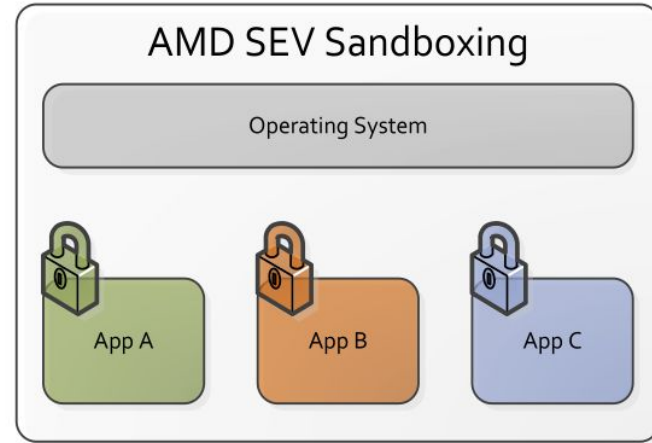 AMD SEV Sandboxing
Operating System
App A
App B
App C